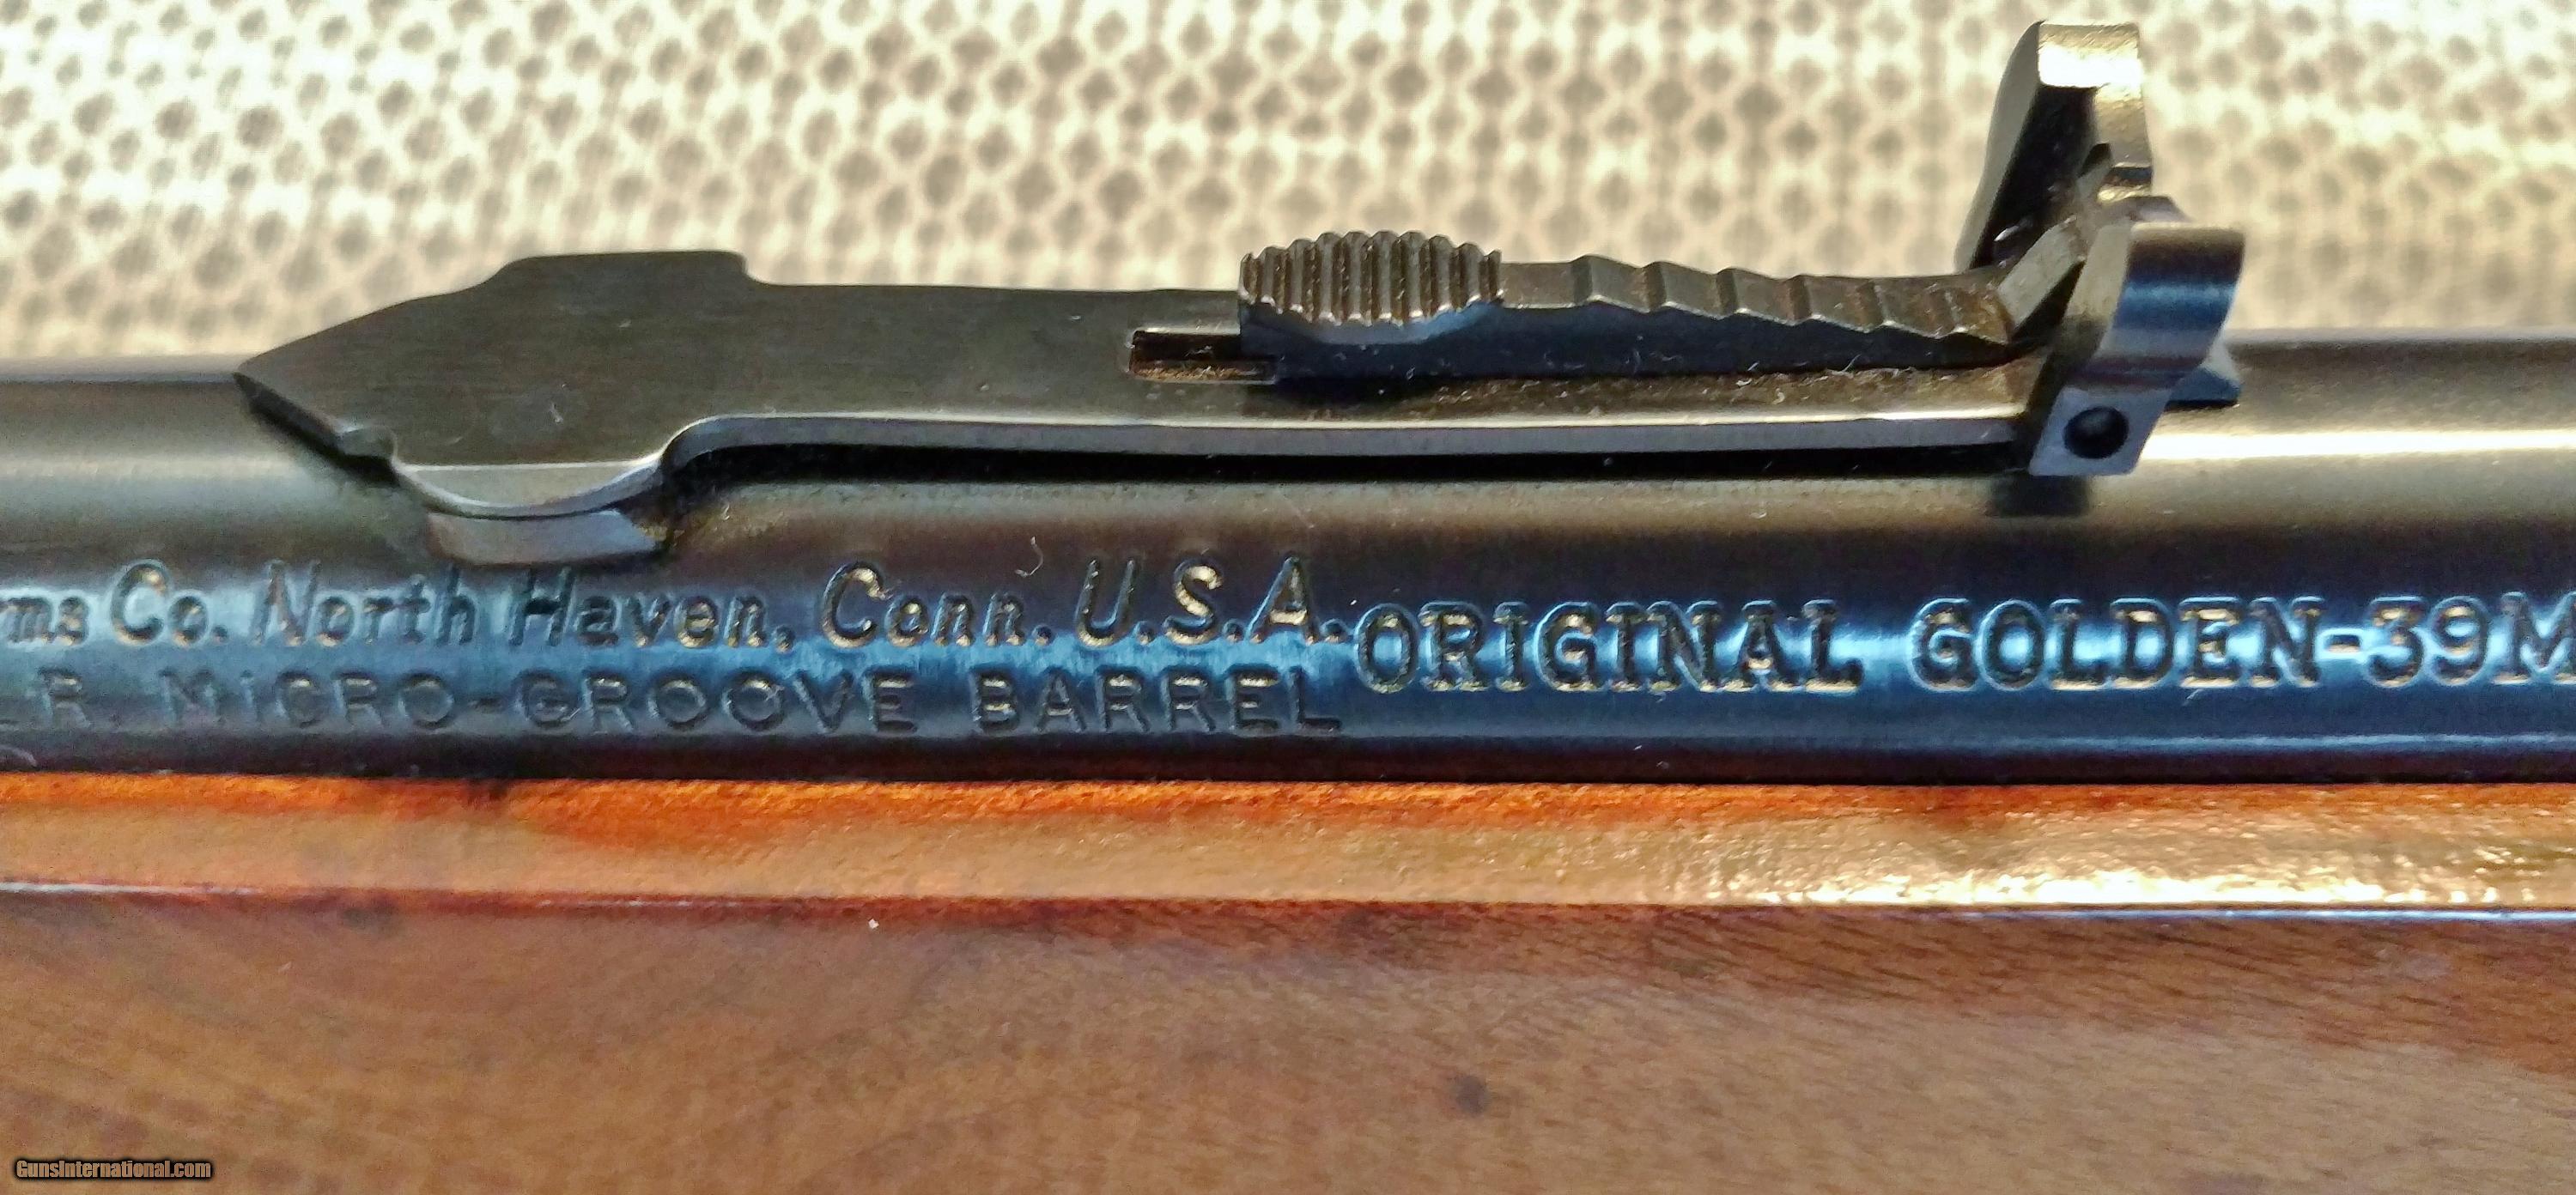 ms Co. North Haven, Conn. U.S.A. ORIGINAL GOLDEN-39M
L.R. MICRO-GROOVE BARREL
GunsInternational.com